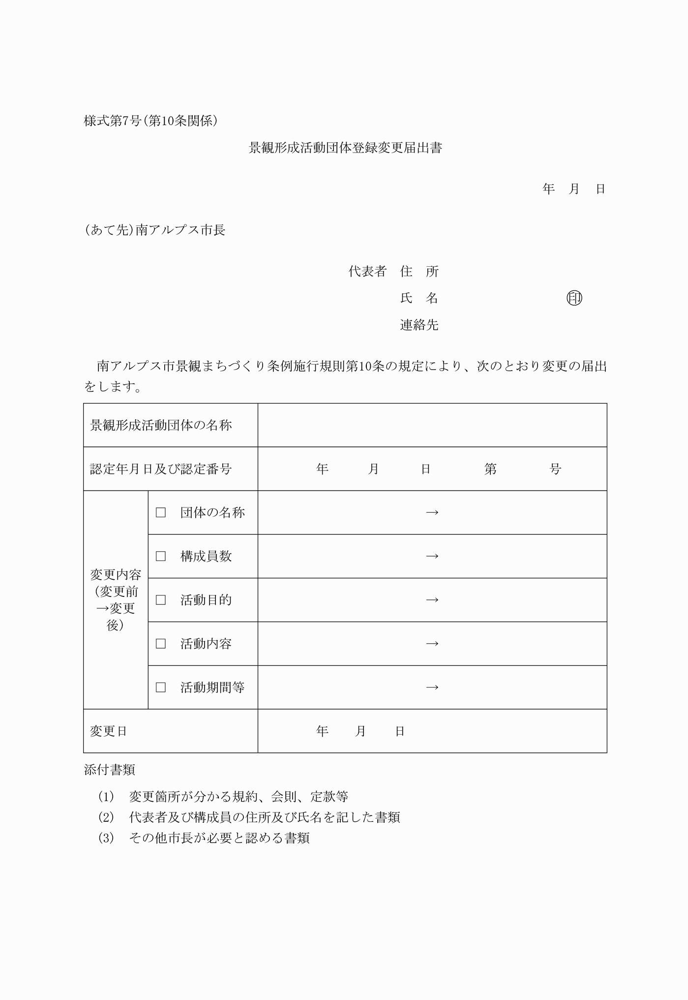 様式第7号(第10条関係)
景観形成活動団体登録変更届出書
年　月　日
(あて先)南アルプス市長
代表者　住　所
氏　名　　　　　　　　　　㊞
連絡先
南アルプス市景観まちづくり条例施行規則第10条の規定により、次のとおり変更の届出
をします。
景観形成活動団体の名称
認定年月日及び認定番号　　年　　月　　日　　第　　号
変更内容
(変更前
→変更
後)
□　団体の名称　　→
□　構成員数　　→
□　活動目的　　→
□　活動内容　　→
□　活動期間等　　→
変更日　　年　　月　　日
添付書類
(1)　変更箇所が分かる規約、会則、定款等
(2)　代表者及び構成員の住所及び氏名を記した書類
(3)　その他市長が必要と認める書類